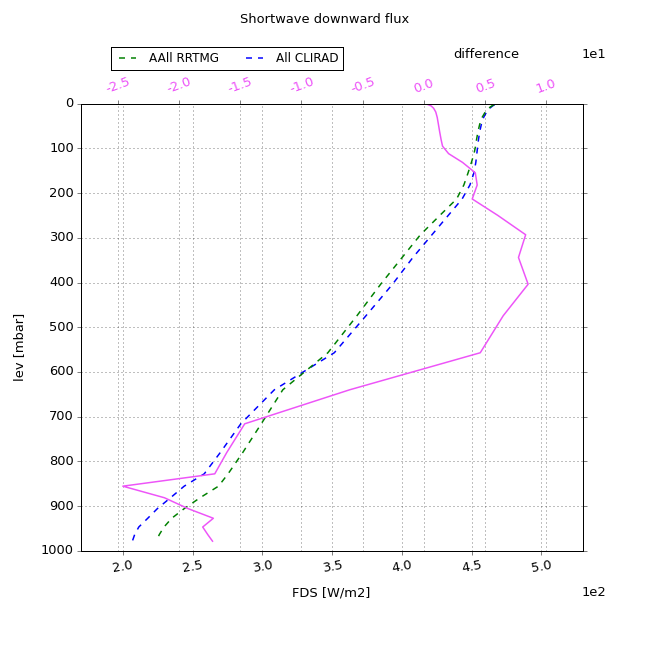 Shortwave downward flux
AAll RRTMG All CLIRAD
difference 1e1
-2.5 -2.0 -1.5 -1.0 -0.5 0.0 0.5 1.0
0
100
200
300
400
500
600
700
800
900
1000
lev [mbar]
2.0 2.5 3.0 3.5 4.0 4.5 5.0
FDS [W/m2] 1e2